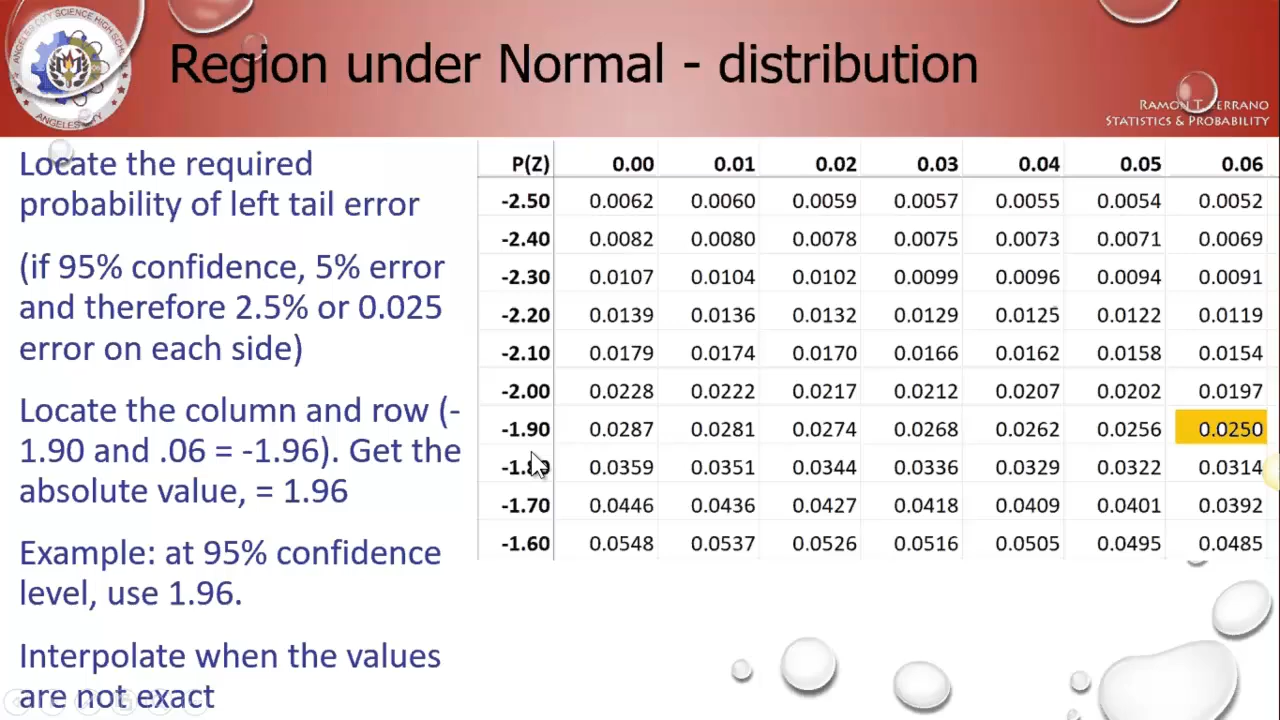 ANGELES CITY SCIENCE HIGH SCHOOL
ANGELES CITY
Region under Normal - distribution
RAMON T. SERRANO
STATISTICS & PROBABILITY
Locate the required
probability of left tail error
(if 95% confidence, 5% error
and therefore 2.5% or 0.025
error on each side)
Locate the column and row (-
1.90 and .06 = -1.96). Get the
absolute value, = 1.96
Example: at 95% confidence
level, use 1.96.
Interpolate when the values
are not exact
P(Z) 0.00 0.01 0.02 0.03 0.04 0.05 0.06
-2.50 0.0062 0.0060 0.0059 0.0057 0.0055 0.0054 0.0052
-2.40 0.0082 0.0080 0.0078 0.0075 0.0073 0.0071 0.0069
-2.30 0.0107 0.0104 0.0102 0.0099 0.0096 0.0094 0.0091
-2.20 0.0139 0.0136 0.0132 0.0129 0.0125 0.0122 0.0119
-2.10 0.0179 0.0174 0.0170 0.0166 0.0162 0.0158 0.0154
-2.00 0.0228 0.0222 0.0217 0.0212 0.0207 0.0202 0.0197
-1.90 0.0287 0.0281 0.0274 0.0268 0.0262 0.0256 0.0250
-1.80 0.0359 0.0351 0.0344 0.0336 0.0329 0.0322 0.0314
-1.70 0.0446 0.0436 0.0427 0.0418 0.0409 0.0401 0.0392
-1.60 0.0548 0.0537 0.0526 0.0516 0.0505 0.0495 0.0485